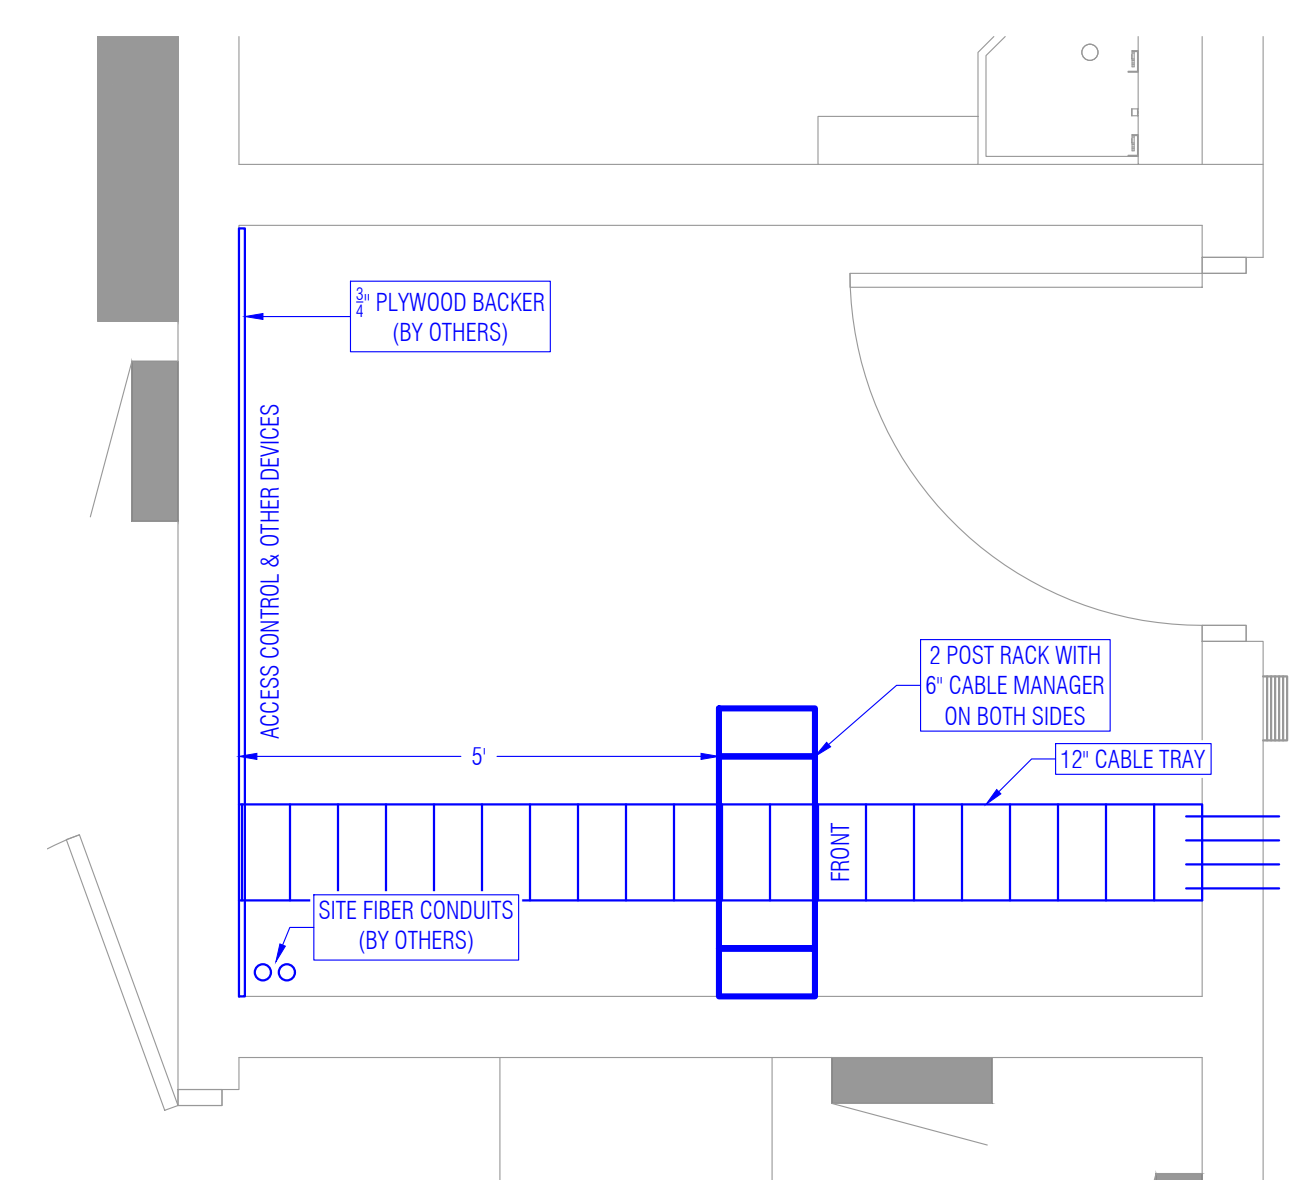 ¾" PLYWOOD BACKER
(BY OTHERS)
ACCESS CONTROL & OTHER DEVICES
2 POST RACK WITH
6" CABLE MANAGER
ON BOTH SIDES
5'
12" CABLE TRAY
FRONT
SITE FIBER CONDUITS
(BY OTHERS)